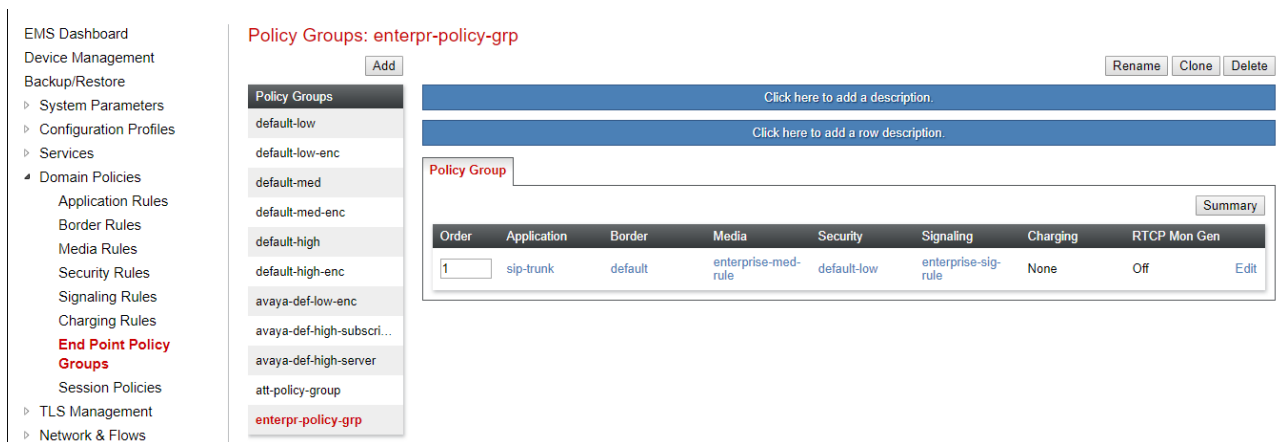 EMS Dashboard
Device Management
Backup/Restore
System Parameters
Configuration Profiles
Services
Domain Policies
Application Rules
Border Rules
Media Rules
Security Rules
Signaling Rules
Charging Rules
End Point Policy
Groups
Session Policies
TLS Management
Network & Flows
Policy Groups: enterpr-policy-grp
Add
Rename Clone Delete
Policy Groups
default-low
default-low-enc
default-med
default-med-enc
default-high
default-high-enc
avaya-def-low-enc
avaya-def-high-subscri...
avaya-def-high-server
att-policy-group
enterpr-policy-grp
Click here to add a description.
Click here to add a row description.
Policy Group
Summary
Order Application Border Media Security Signaling Charging RTCP Mon Gen
1 sip-trunk default enterprise-med-rule default-low enterprise-sig-rule None Off Edit